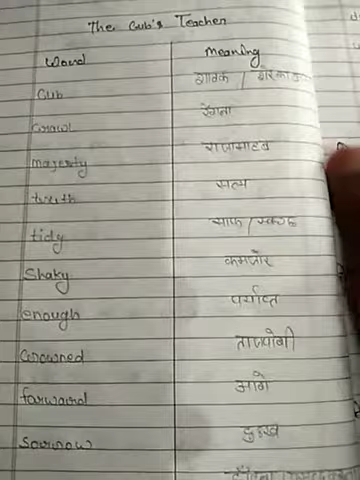 The Cub's Teacher
Word Meaning
Cub शावक / शेर का
Crawl रेंगना
majesty राजासाहब
truth सत्य
tidy साफ / स्वच्छ
Shaky कमजोर
enough पर्याप्त
Crowned ताजपोशी
forward आगे
Sorrow दुःख